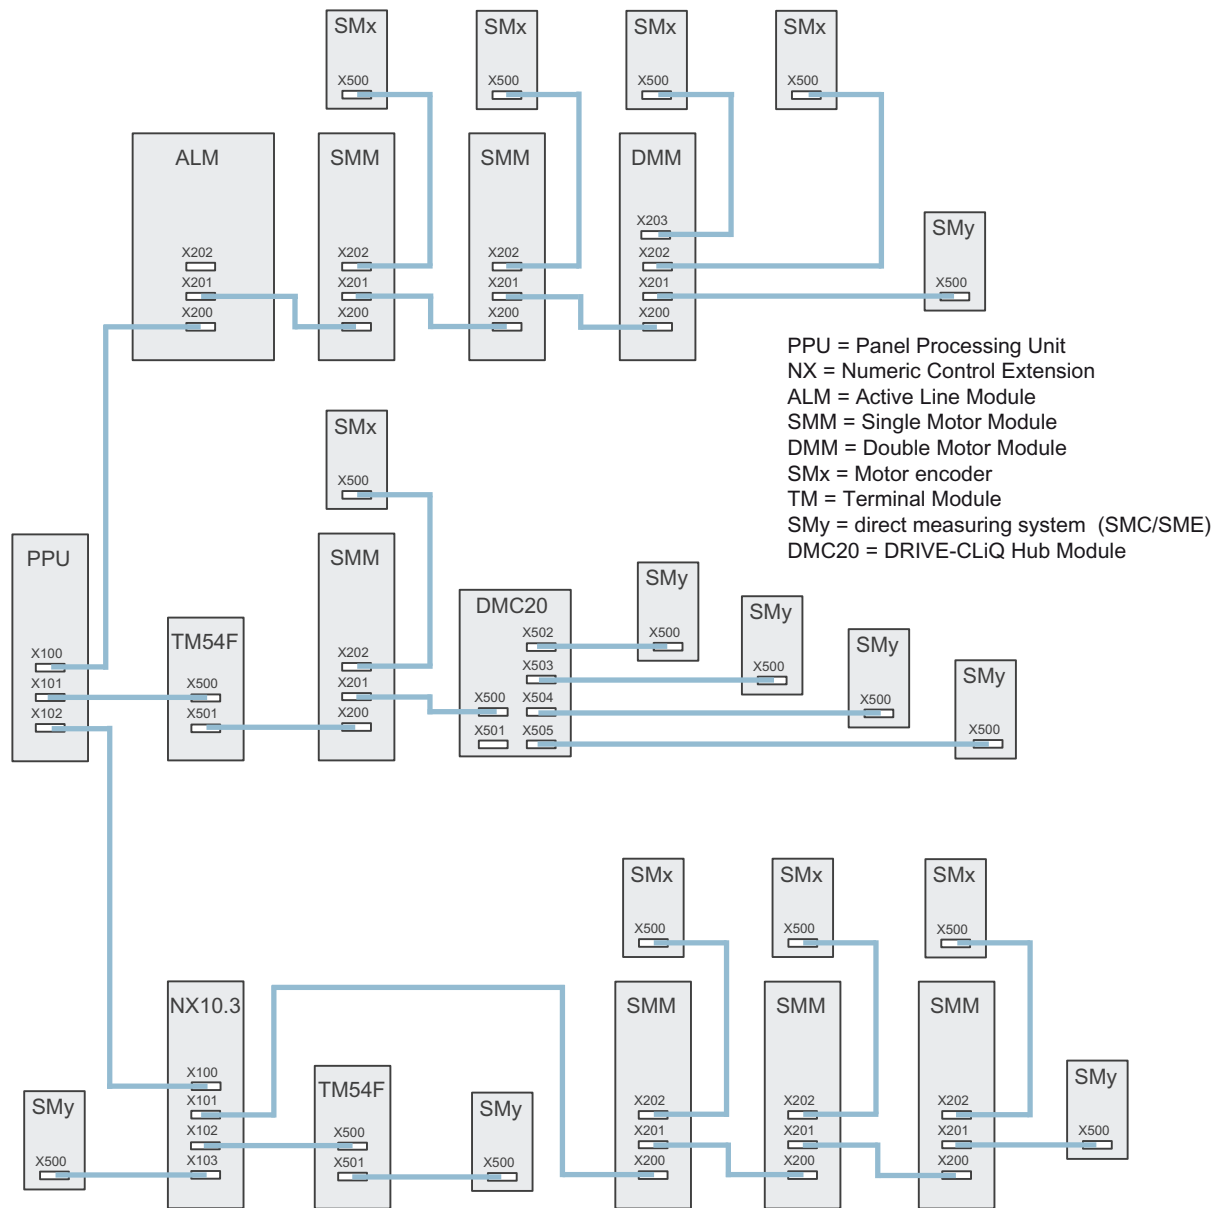 SMx
SMx
SMx
SMx
X500
X500
X500
X500
ALM
SMM
SMM
DMM
X203
SMy
X202
X202
X202
X202
X201
X201
X201
X201
X500
X200
X200
X200
X200
PPU = Panel Processing Unit
NX = Numeric Control Extension
ALM = Active Line Module
SMM = Single Motor Module
DMM = Double Motor Module
SMx = Motor encoder
TM = Terminal Module
SMy = direct measuring system (SMC/SME)
DMC20 = DRIVE-CLiQ Hub Module
SMx
X500
PPU
SMM
SMy
DMC20
SMy
TM54F
X502
X500
SMy
X100
X202
X503
X500
SMy
X101
X500
X201
X500
X504
X500
X102
X501
X200
X501
X505
X500
SMx
SMx
SMx
X500
X500
X500
NX10.3
SMM
SMM
SMM
X100
TM54F
SMy
SMy
SMy
X101
X202
X202
X202
X102
X500
X201
X201
X201
X500
X500
X103
X501
X500
X200
X200
X200